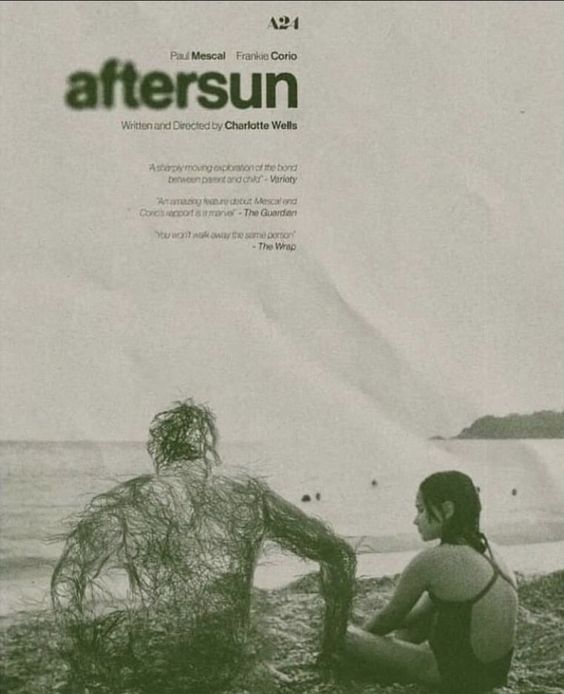 A24
Paul Mescal Frankie Corio
aftersun
Written and Directed by Charlotte Wells
"A sharply moving exploration of the bond
between parent and child" - Variety
"An amazing feature debut. Mescal and
Corio's rapport is a marvel" - The Guardian
"You won't walk away the same person"
- The Wrap